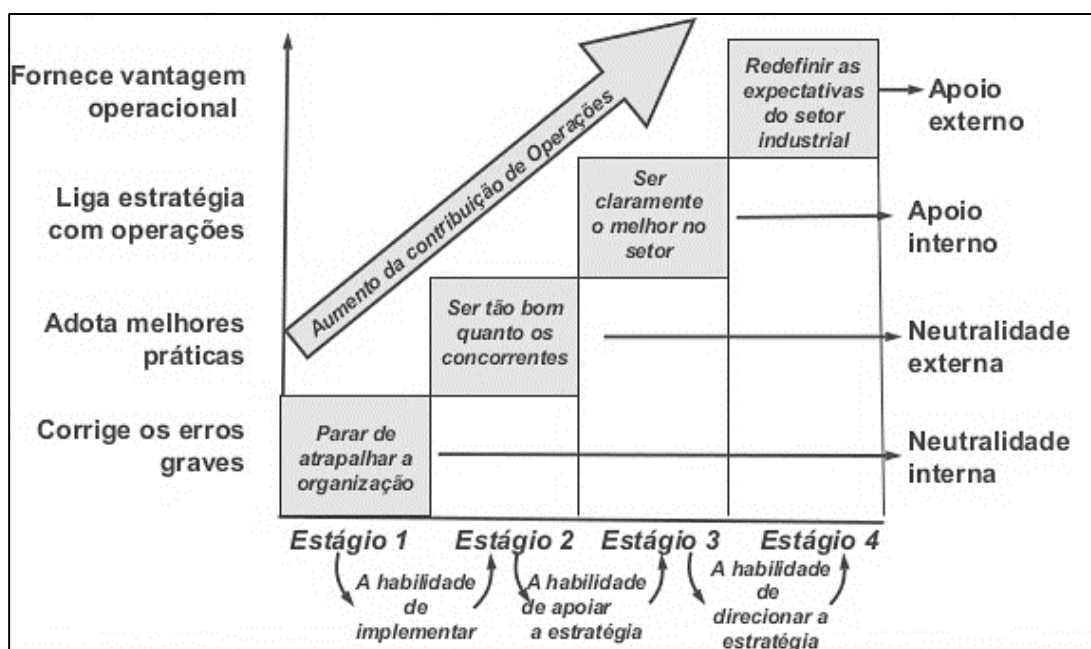 Fornece vantagem
operacional
Liga estratégia
com operações
Adota melhores
práticas
Corrige os erros
graves
Aumento da contribuição de Operações
Redefinir as
expectativas
do setor
industrial
Ser
claramente
o melhor no
setor
Ser tão bom
quanto os
concorrentes
Parar de
atrapalhar a
organização
Apoio
externo
Apoio
interno
Neutralidade
externa
Neutralidade
interna
Estágio 1
Estágio 2
Estágio 3
Estágio 4
A habilidade
de
implementar
A habilidade
de apoiar
a estratégia
A habilidade
de
direcionar a
estratégia